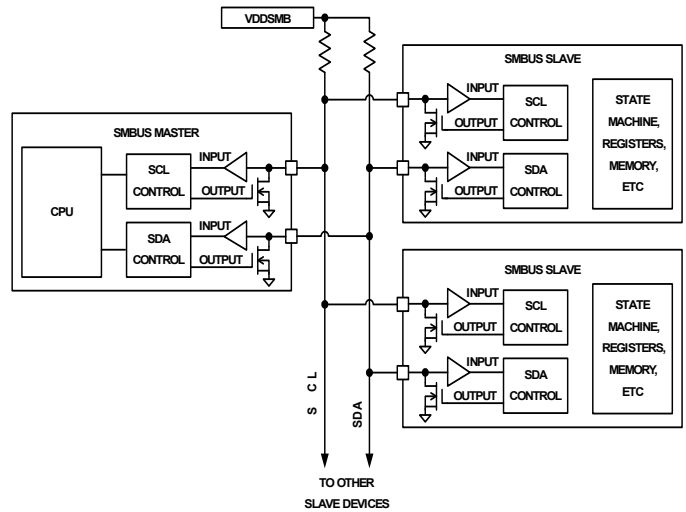 VDDSMB
SMBUS MASTER
CPU
SCL
CONTROL
INPUT
OUTPUT
SDA
CONTROL
INPUT
OUTPUT
SMBUS SLAVE
INPUT
OUTPUT
SCL
CONTROL
INPUT
OUTPUT
SDA
CONTROL
STATE
MACHINE,
REGISTERS,
MEMORY,
ETC
SMBUS SLAVE
INPUT
OUTPUT
SCL
CONTROL
INPUT
OUTPUT
SDA
CONTROL
STATE
MACHINE,
REGISTERS,
MEMORY,
ETC
S CL
SDA
TO OTHER
SLAVE DEVICES